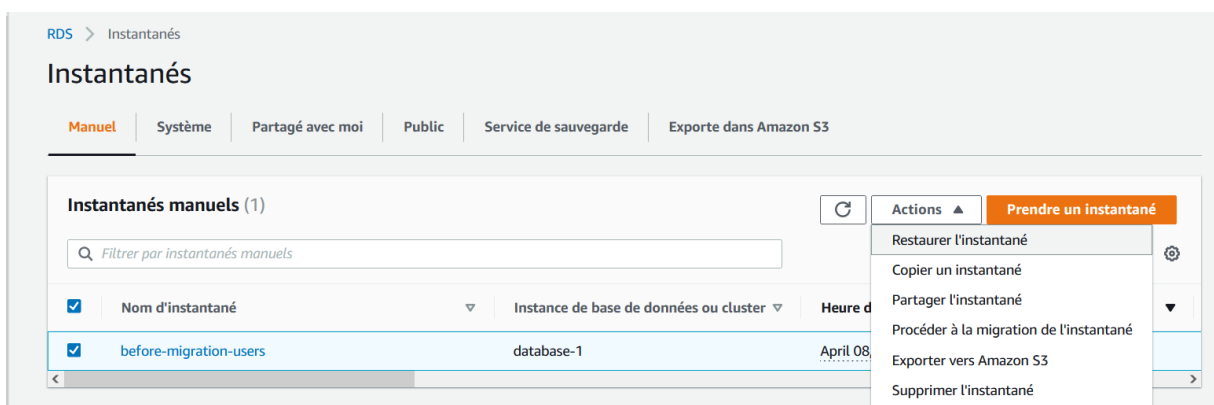 RDS > Instantanés
Instantanés
Manuel Système Partagé avec moi Public Service de sauvegarde Exporte dans Amazon S3
Instantanés manuels (1)
Actions ▲ Prendre un instantané
Filtrer par instantanés manuels
Restaurer l'instantané
Copier un instantané
Partager l'instantané
Procéder à la migration de l'instantané
Exporter vers Amazon S3
Supprimer l'instantané
Nom d'instantané Instance de base de données ou cluster Heure d
before-migration-users database-1 April 08,